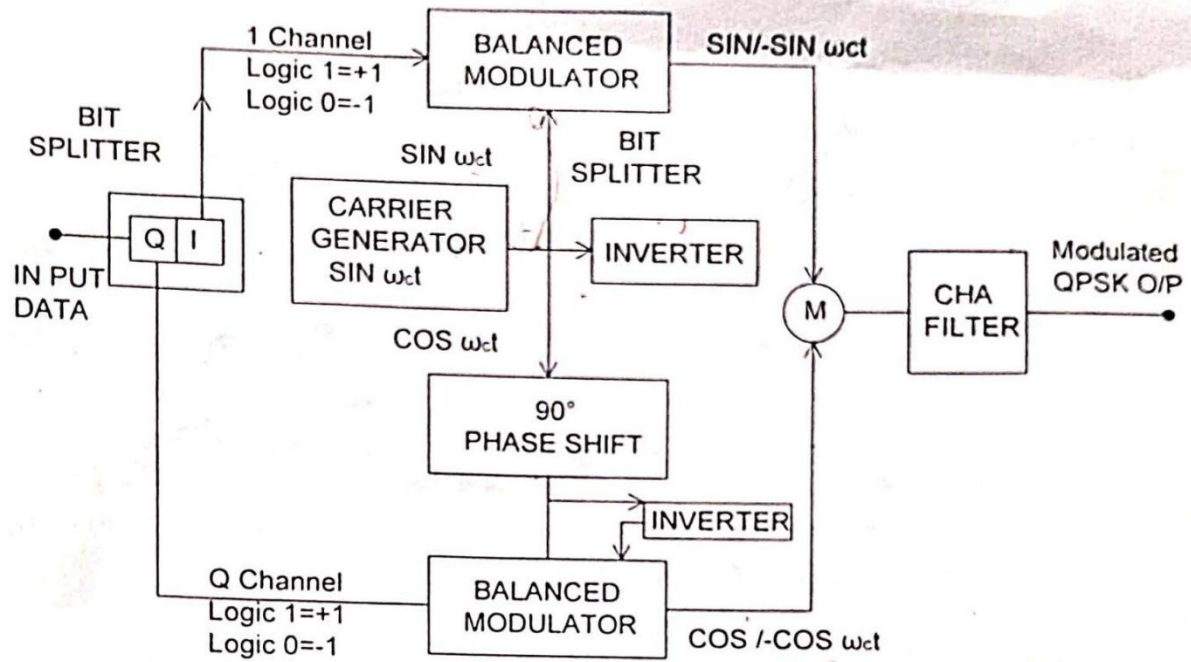 1 Channel
Logic 1=+1
Logic 0=-1
BALANCED
MODULATOR
SIN/-SIN ωct
BIT
SPLITTER
SIN ωct
BIT
SPLITTER
Q I
CARRIER
GENERATOR
SIN ωct
INVERTER
IN PUT
DATA
M
CHA
FILTER
Modulated
QPSK O/P
COS ωct
90°
PHASE SHIFT
INVERTER
Q Channel
Logic 1=+1
Logic 0=-1
BALANCED
MODULATOR
COS /-COS ωct